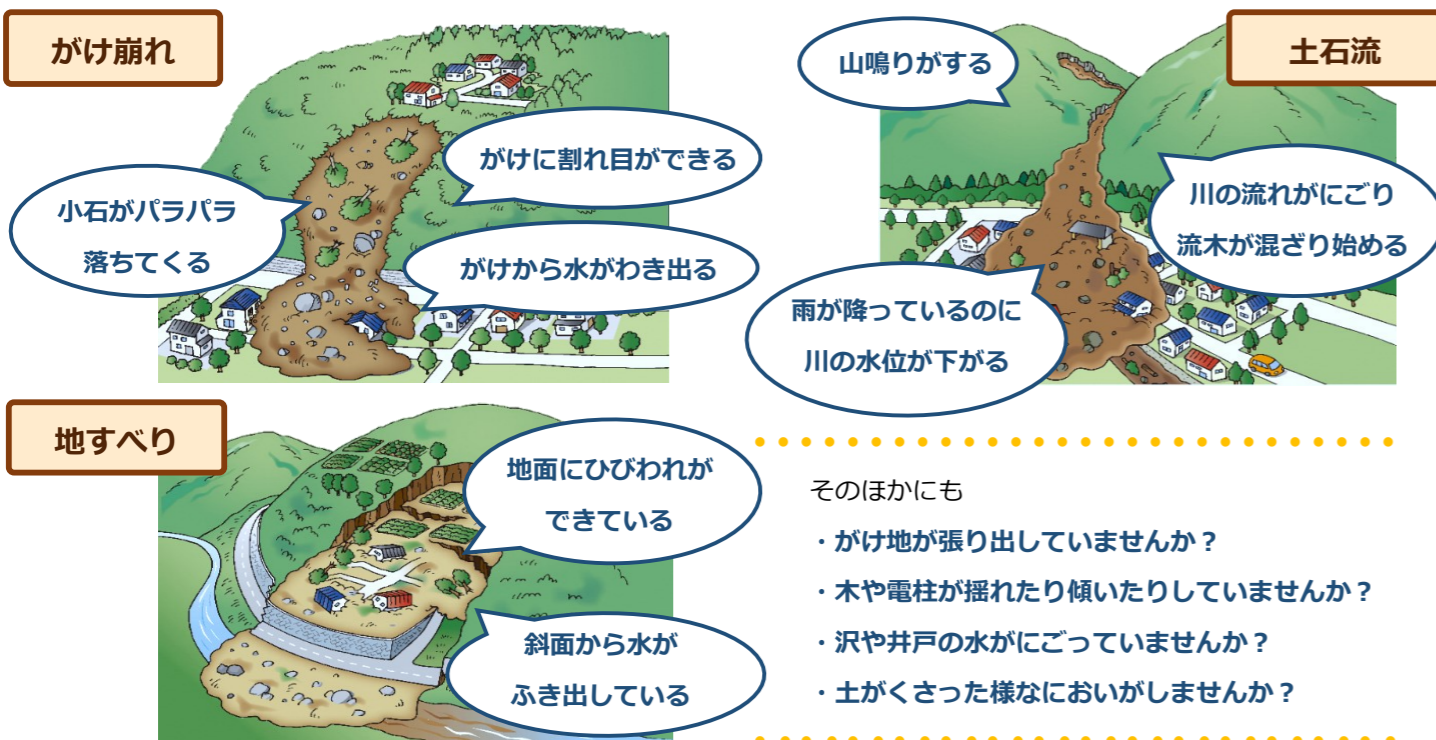 がけ崩れ
がけに割れ目ができる
小石がパラパラ
落ちてくる
がけから水がわき出る
土石流
山鳴りがする
川の流れがにごり
流木が混ざり始める
雨が降っているのに
川の水位が下がる
地すべり
地面にひびわれが
できている
斜面から水が
ふき出している
そのほかにも
・がけ地が張り出していませんか？
・木や電柱が揺れたり傾いたりしていませんか？
・沢や井戸の水がにごっていませんか？
・土がくさった様なにおいがしませんか？